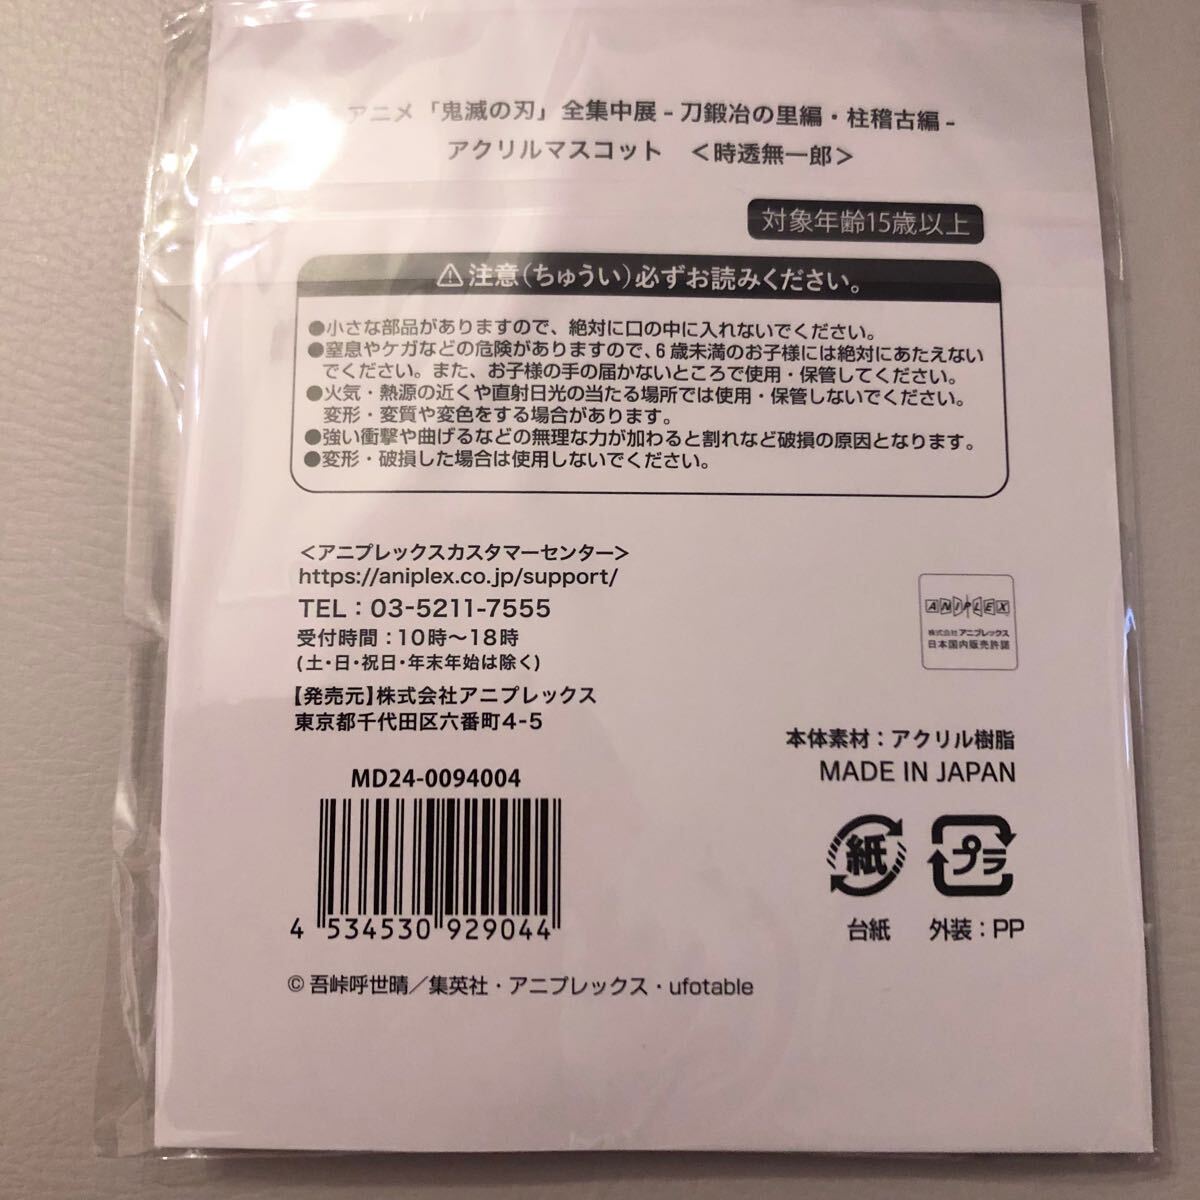 アニメ「鬼滅の刃」全集中展 - 刀鍛冶の里編・柱稽古編 -
アクリルマスコット ＜時透無一郎＞
対象年齢15歳以上
⚠注意（ちゅうい）必ずお読みください。
●小さな部品がありますので、絶対に口の中に入れないでください。
●窒息やケガなどの危険がありますので、6歳未満のお子様には絶対にあたえない
でください。また、お子様の手の届かないところで使用・保管してください。
●火気・熱源の近くや直射日光の当たる場所では使用・保管しないでください。
変形・変質や変色をする場合があります。
●強い衝撃や曲げるなどの無理な力が加わると割れなど破損の原因となります。
●変形・破損した場合は使用しないでください。
＜アニプレックスカスタマーセンター＞
https://aniplex.co.jp/support/
TEL：03-5211-7555
受付時間：10時〜18時
(土・日・祝日・年末年始は除く)
【発売元】株式会社アニプレックス
東京都千代田区六番町4-5
ANIPLEX
株式会社アニプレックス
日本国内販売許諾
本体素材：アクリル樹脂
MADE IN JAPAN
MD24-0094004
4 534530 929044
紙
プラ
台紙
外装：PP
© 吾峠呼世晴／集英社・アニプレックス・ufotable